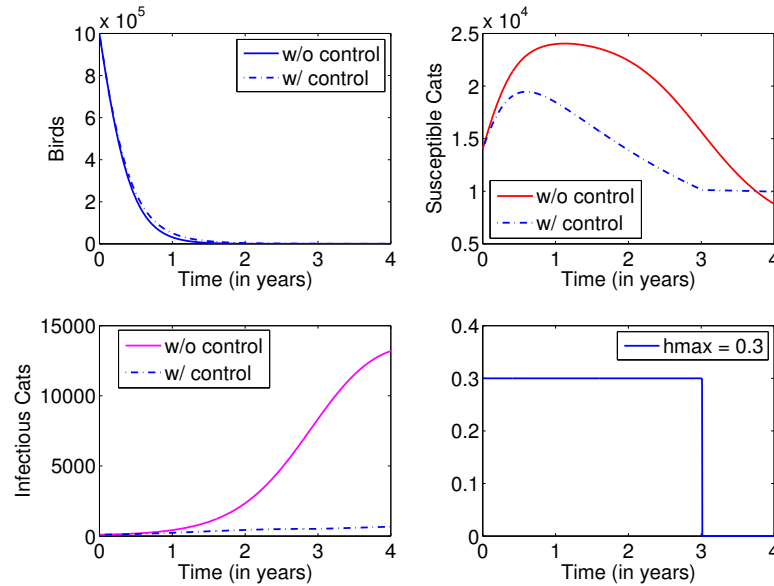 x 10^5
10
8
6
4
2
0
Birds
w/o control
w/ control
0 1 2 3 4
Time (in years)
x 10^4
2.5
2
1.5
1
0.5
Susceptible Cats
w/o control
w/ control
0 1 2 3 4
Time (in years)
15000
10000
5000
0
Infectious Cats
w/o control
w/ control
0 1 2 3 4
Time (in years)
0.4
0.3
0.2
0.1
0
hmax = 0.3
0 1 2 3 4
Time (in years)